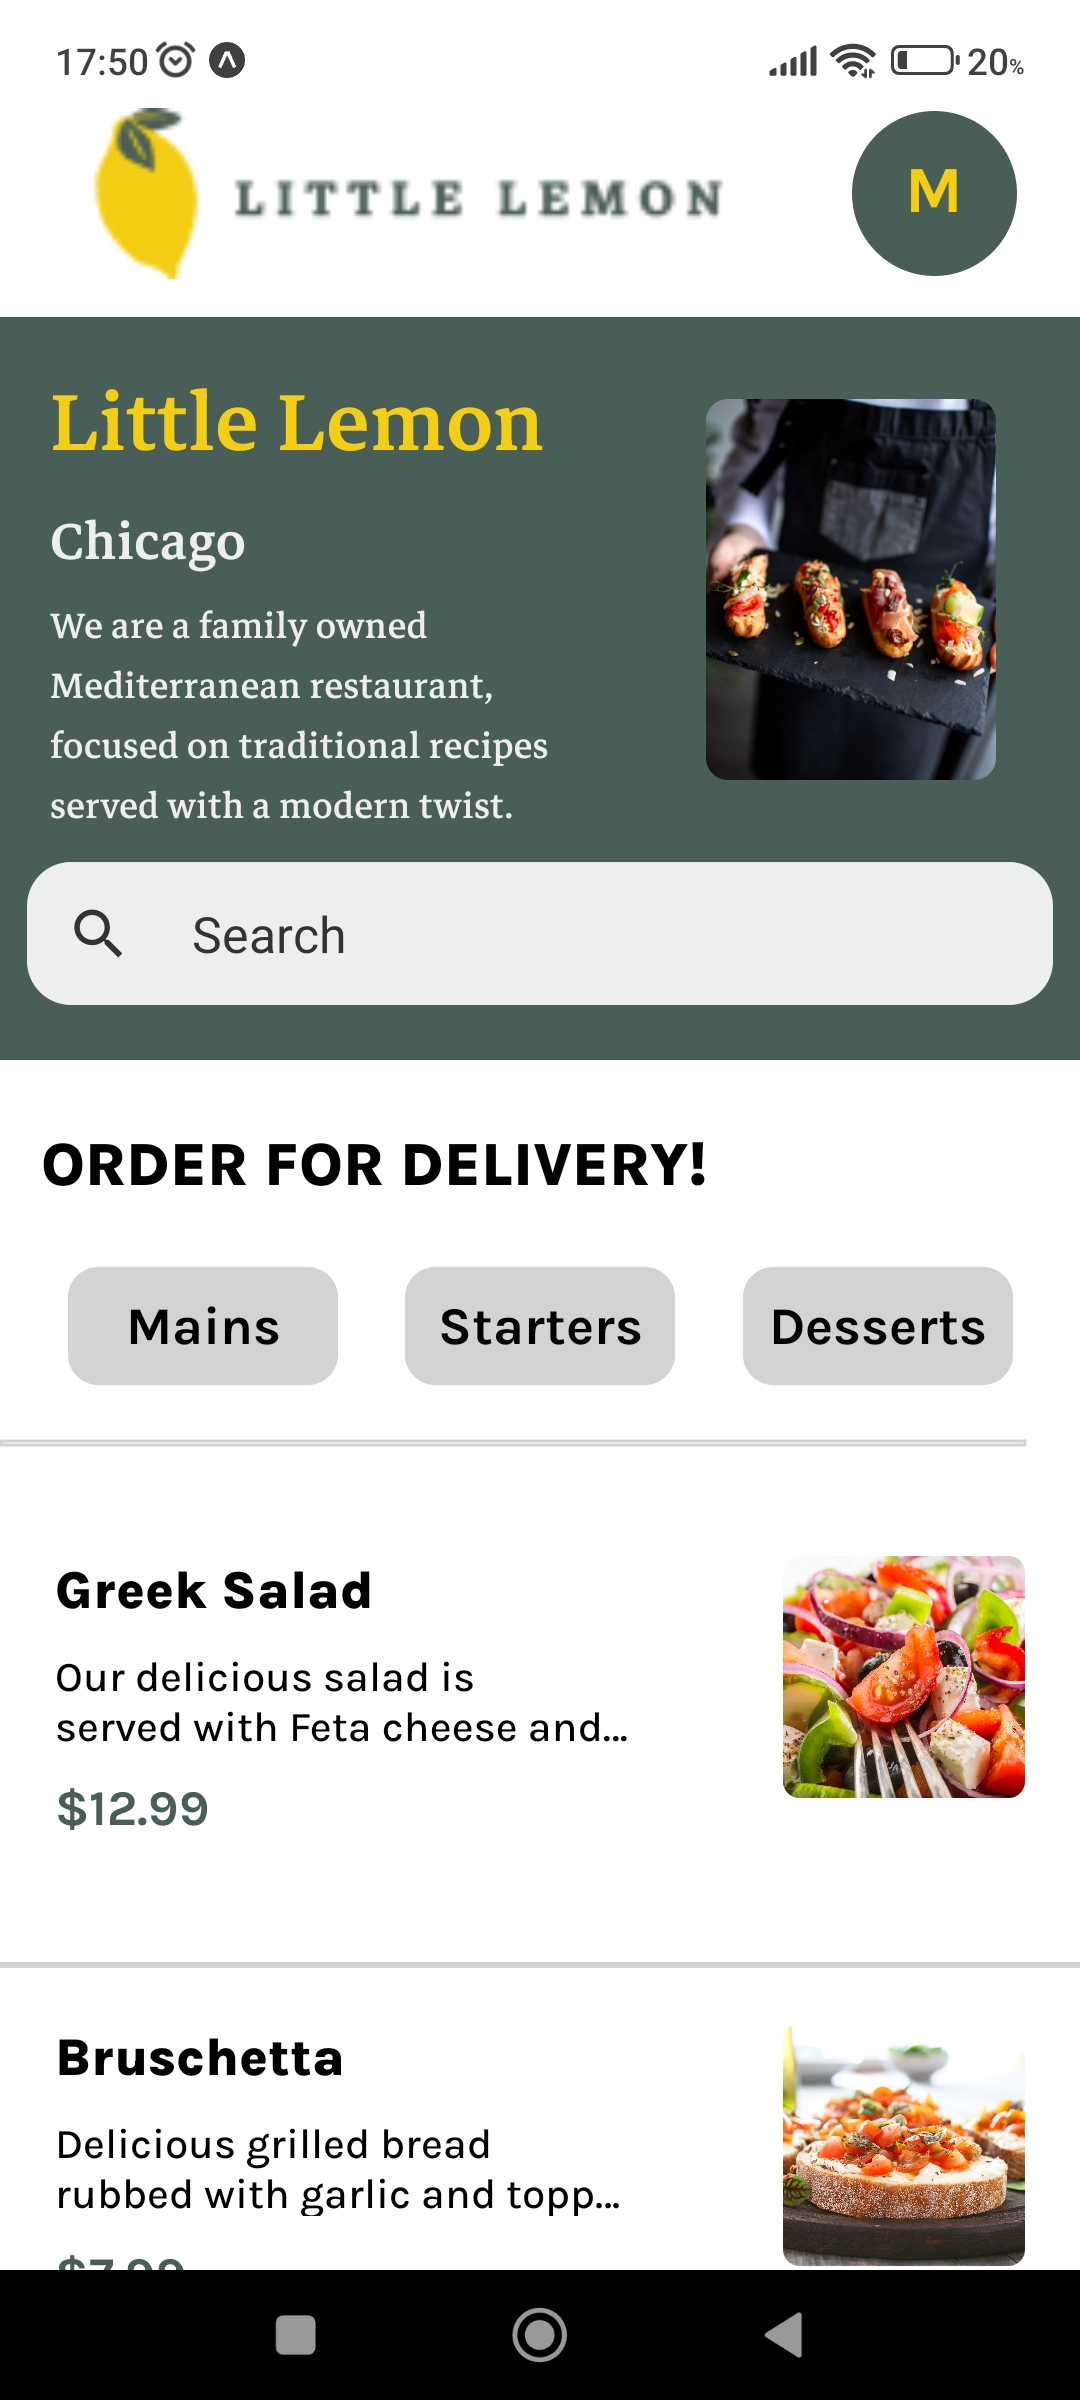 17:50
20%
LITTLE LEMON
M
Little Lemon
Chicago
We are a family owned
Mediterranean restaurant,
focused on traditional recipes
served with a modern twist.
Search
ORDER FOR DELIVERY!
Mains Starters Desserts
Greek Salad
Our delicious salad is
served with Feta cheese and...
$12.99
Bruschetta
Delicious grilled bread
rubbed with garlic and topp...
$7.99